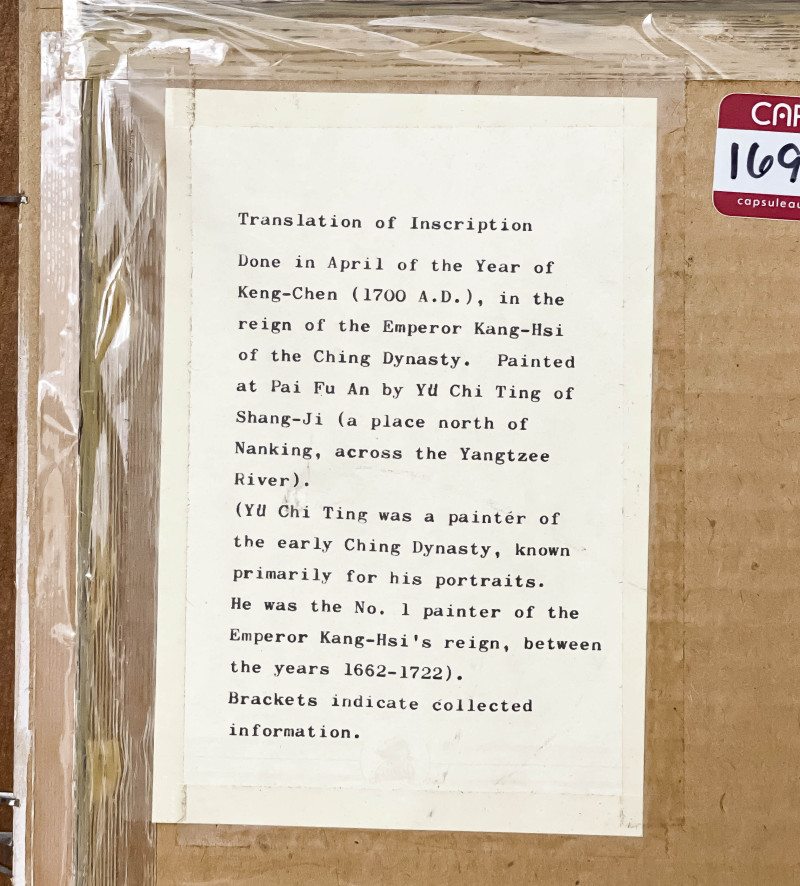 Translation of Inscription
Done in April of the Year of
Keng-Chen (1700 A.D.), in the
reign of the Emperor Kang-Hsi
of the Ching Dynasty. Painted
at Pai Fu An by Yü Chi Ting of
Shang-Ji (a place north of
Nanking, across the Yangtzee
River).
(Yü Chi Ting was a painter of
the early Ching Dynasty, known
primarily for his portraits.
He was the No. 1 painter of the
Emperor Kang-Hsi's reign, between
the years 1662-1722).
Brackets indicate collected
information.
CAP
169
capsuleau